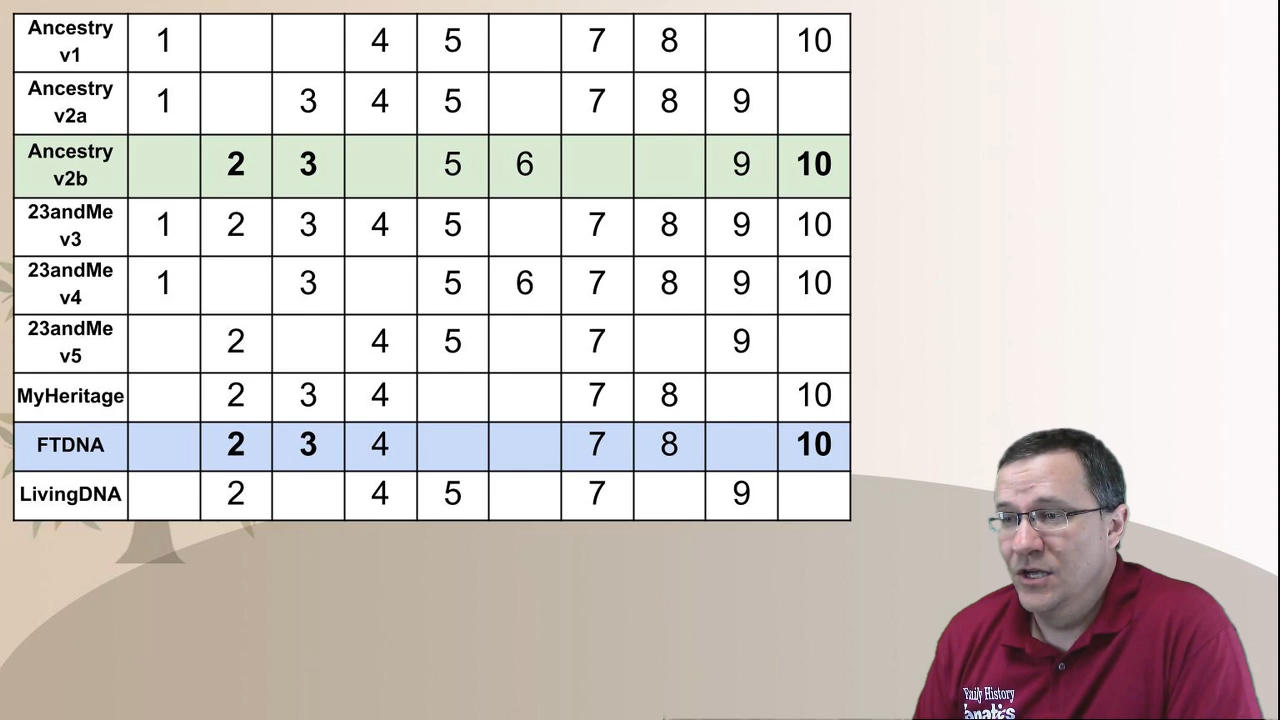 Ancestry v1 1 4 5 7 8 10
Ancestry v2a 1 3 4 5 7 8 9
Ancestry v2b 2 3 5 6 9 10
23andMe v3 1 2 3 4 5 7 8 9 10
23andMe v4 1 3 5 6 7 8 9 10
23andMe v5 2 4 5 7 9
MyHeritage 2 3 4 7 8 10
FTDNA 2 3 4 7 8 10
LivingDNA 2 4 5 7 9
Family History
fanatics